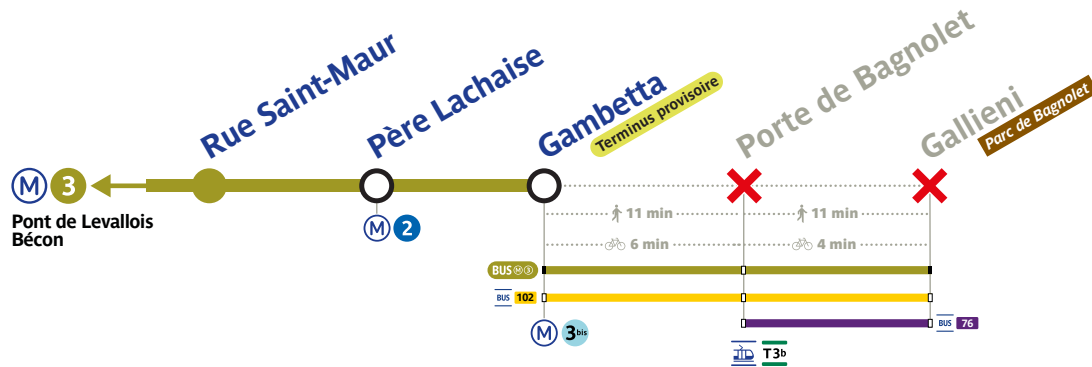 Rue Saint-Maur
Père Lachaise
Gambetta
Terminus provisoire
Porte de Bagnolet
Gallieni
Parc de Bagnolet
M 3
Pont de Levallois
Bécon
M 2
11 min
11 min
6 min
4 min
BUS M 3
BUS 102
BUS 76
M 3bis
T3b